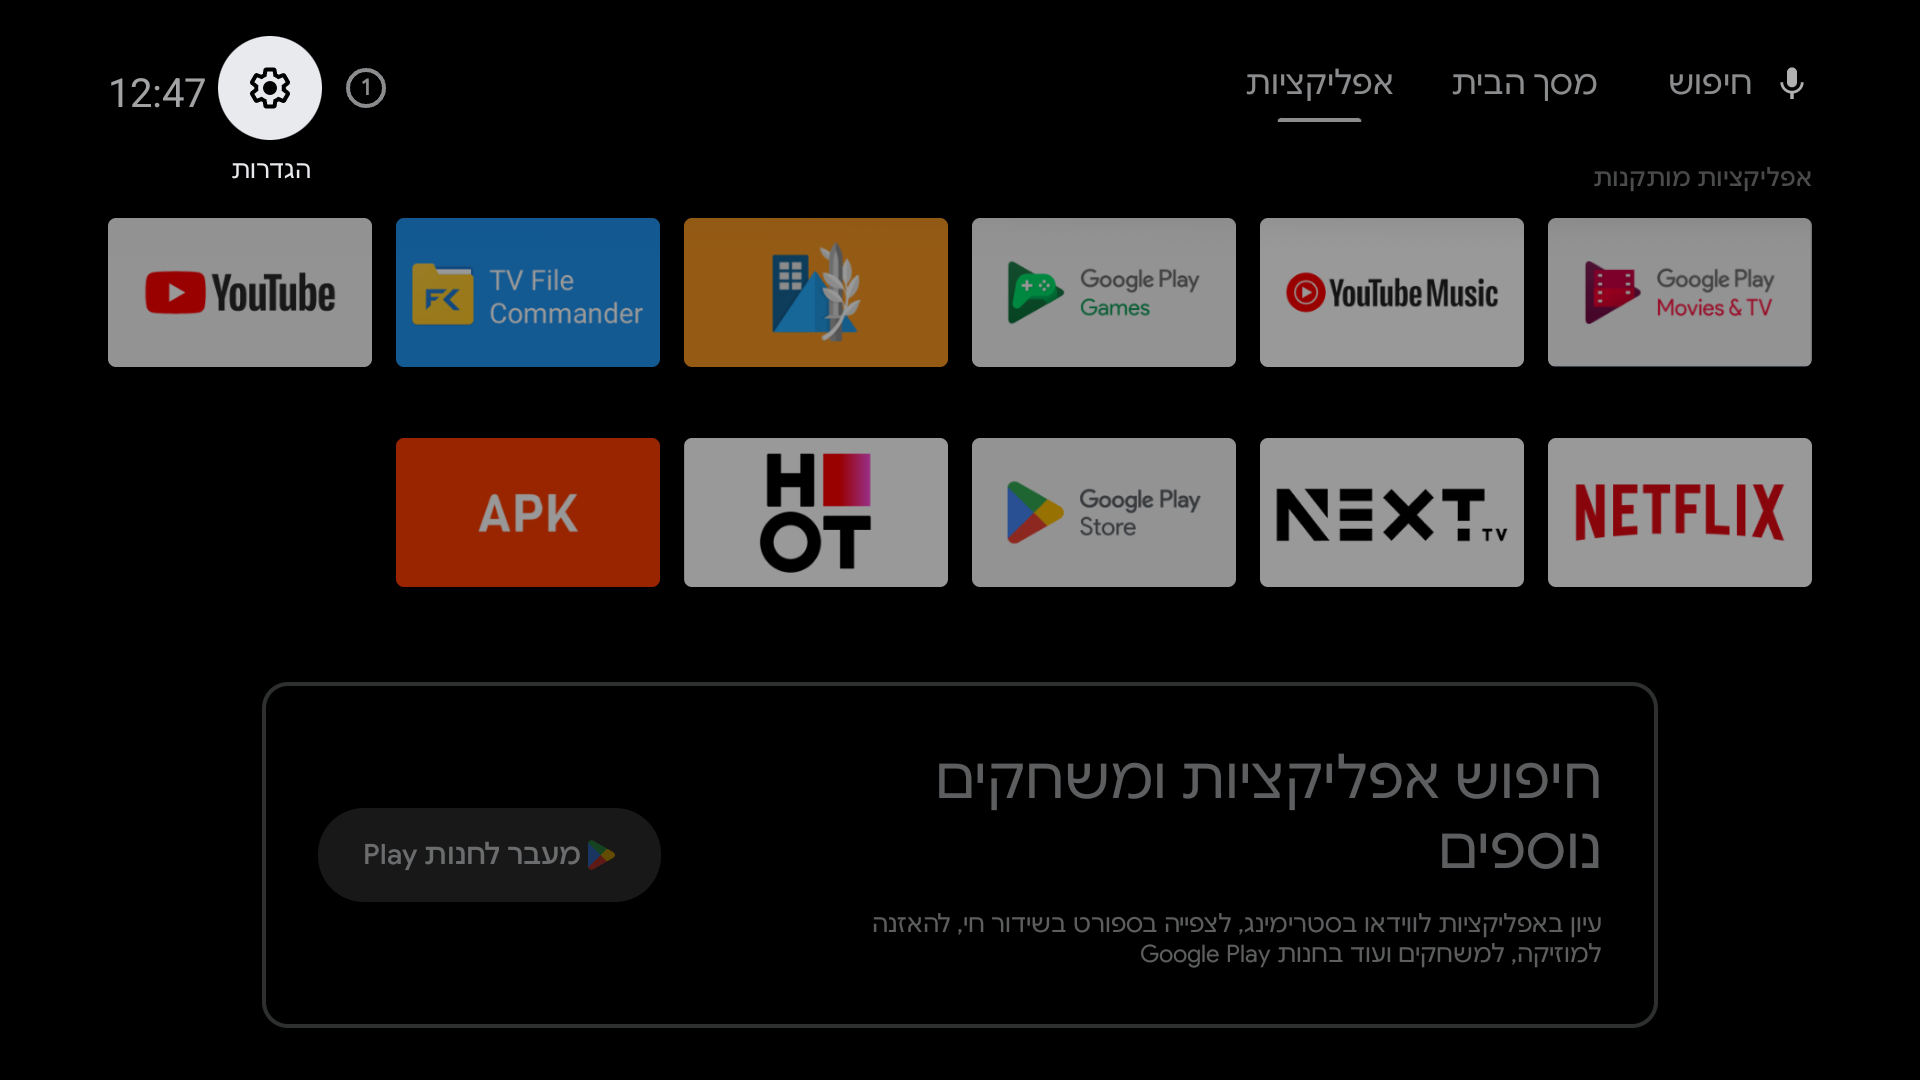 חיפוש
מסך הבית
אפליקציות
1
12:47
הגדרות
אפליקציות מותקנות
Google Play
Movies & TV
YouTube Music
Google Play
Games
FK
TV File
Commander
YouTube
NETFLIX
NEXT TV
Google Play
Store
HOT
APK
חיפוש אפליקציות ומשחקים
נוספים
עיון באפליקציות לווידאו בסטרימינג, לצפייה בספורט בשידור חי, להאזנה
למוזיקה, למשחקים ועוד בחנות Google Play
מעבר לחנות Play